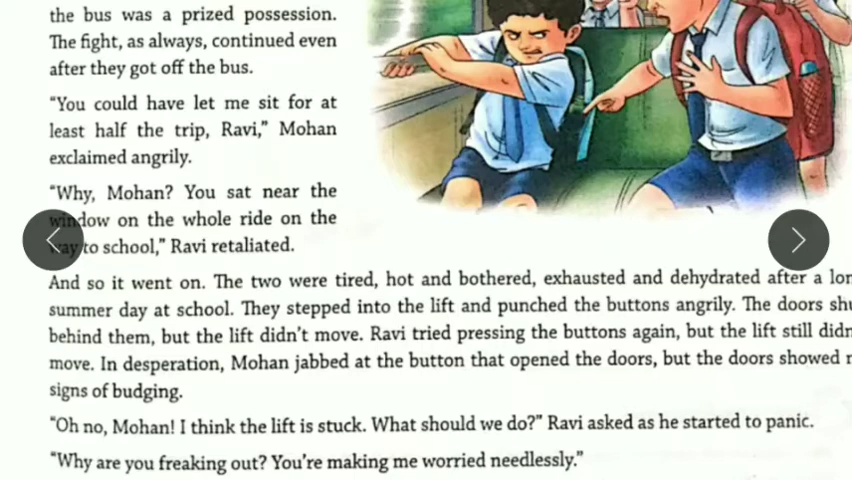 the bus was a prized possession.
The fight, as always, continued even
after they got off the bus.
“You could have let me sit for at
least half the trip, Ravi,” Mohan
exclaimed angrily.
“Why, Mohan? You sat near the
window on the whole ride on the
way to school,” Ravi retaliated.
And so it went on. The two were tired, hot and bothered, exhausted and dehydrated after a
summer day at school. They stepped into the lift and punched the buttons angrily. The doors
behind them, but the lift didn’t move. Ravi tried pressing the buttons again, but the lift still
move. In desperation, Mohan jabbed at the button that opened the doors, but the doors showed
signs of budging.
“Oh no, Mohan! I think the lift is stuck. What should we do?” Ravi asked as he started to panic.
“Why are you freaking out? You’re making me worried needlessly.”